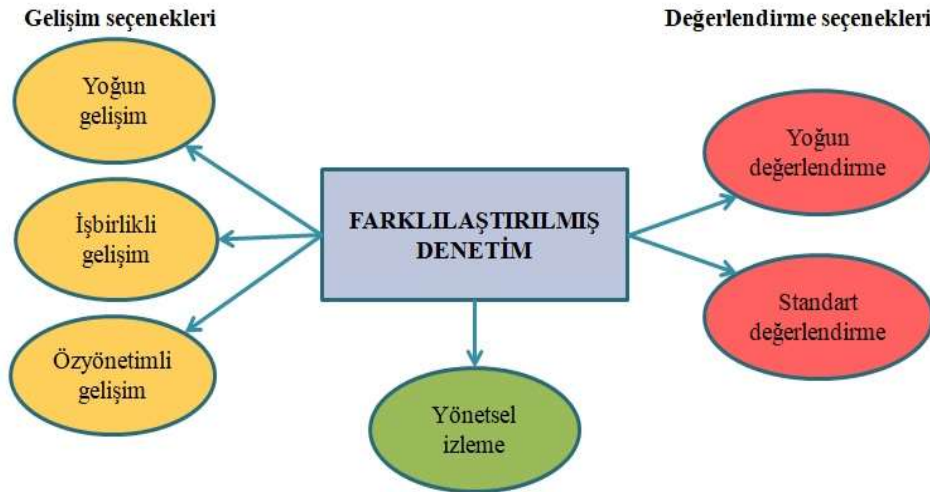 Gelişim seçenekleri
Değerlendirme seçenekleri
Yoğun
gelişim
İşbirlikli
gelişim
Özyönetimli
gelişim
FARKLILAŞTIRILMIŞ
DENETİM
Yönetsel
izleme
Yoğun
değerlendirme
Standart
değerlendirme